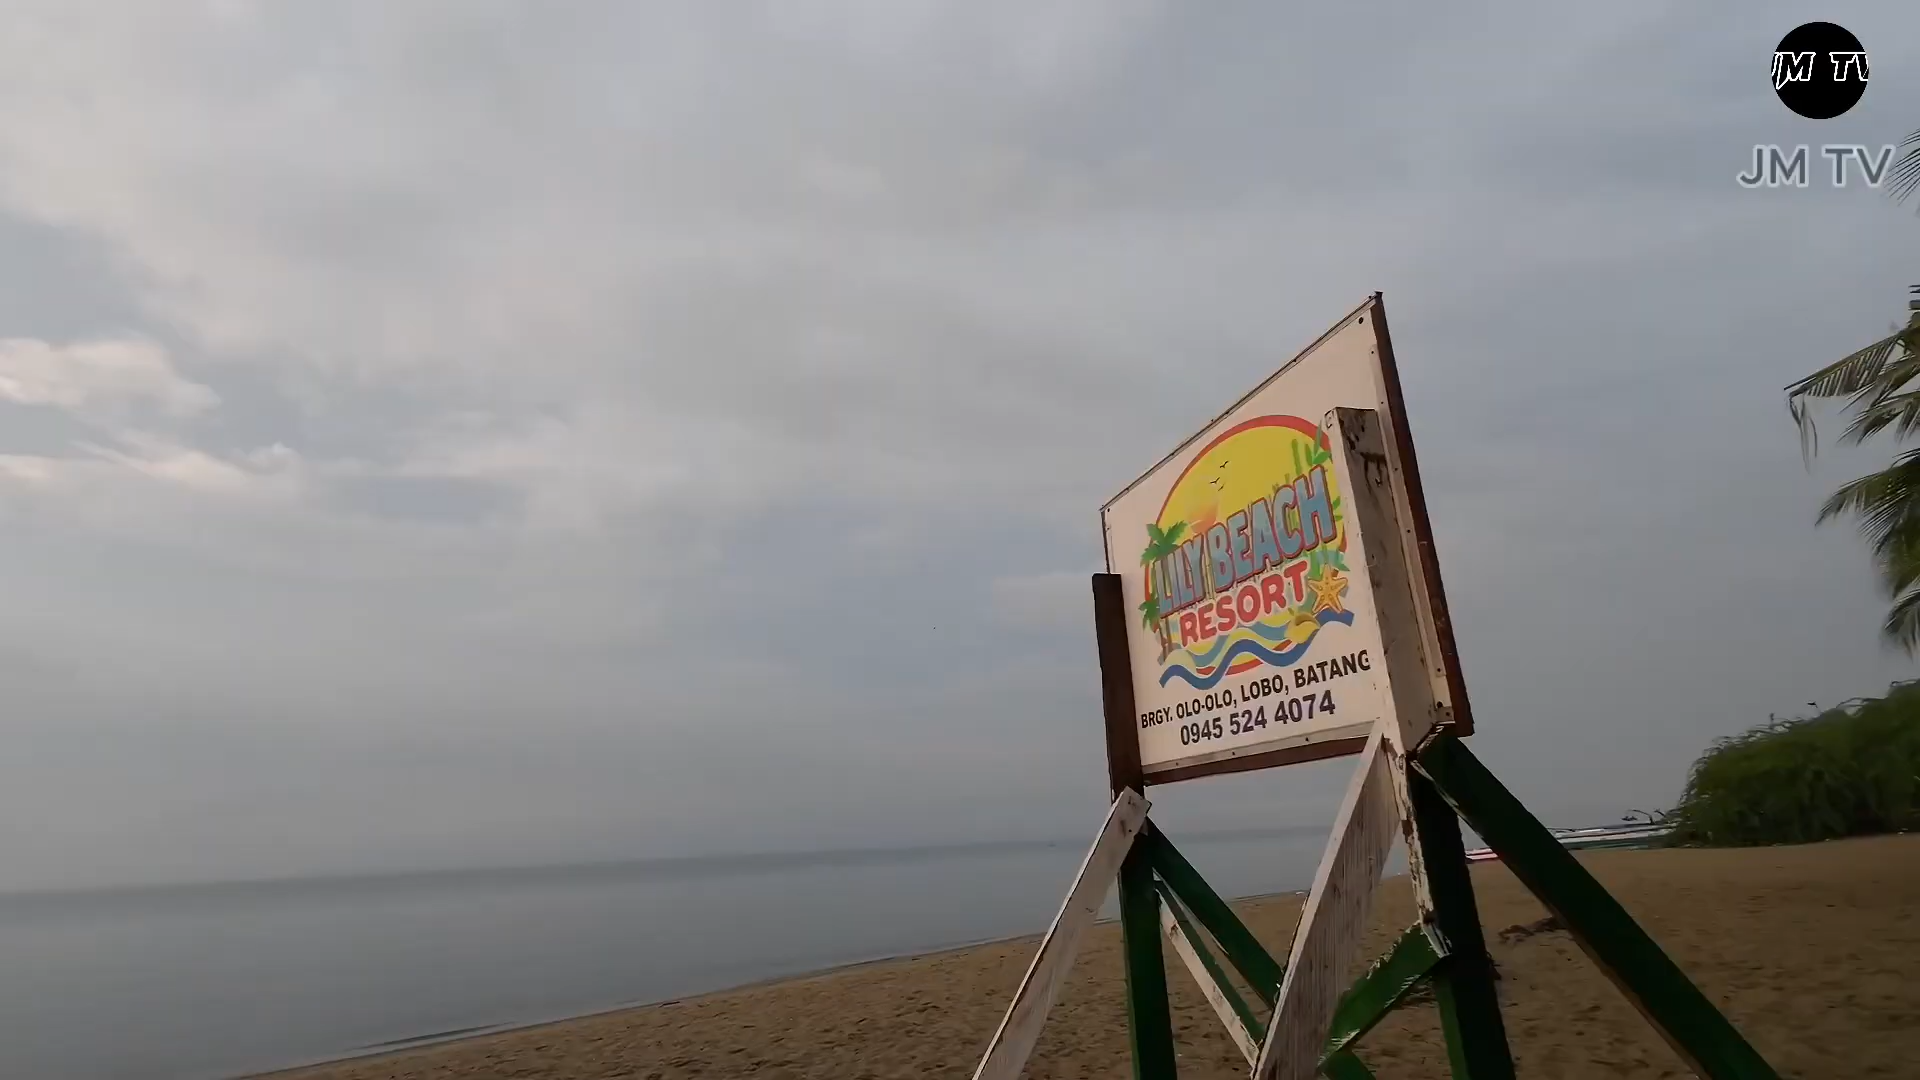 JM TV
JM TV
LILY BEACH
RESORT
BRGY. OLO-OLO, LOBO, BATANG
0945 524 4074